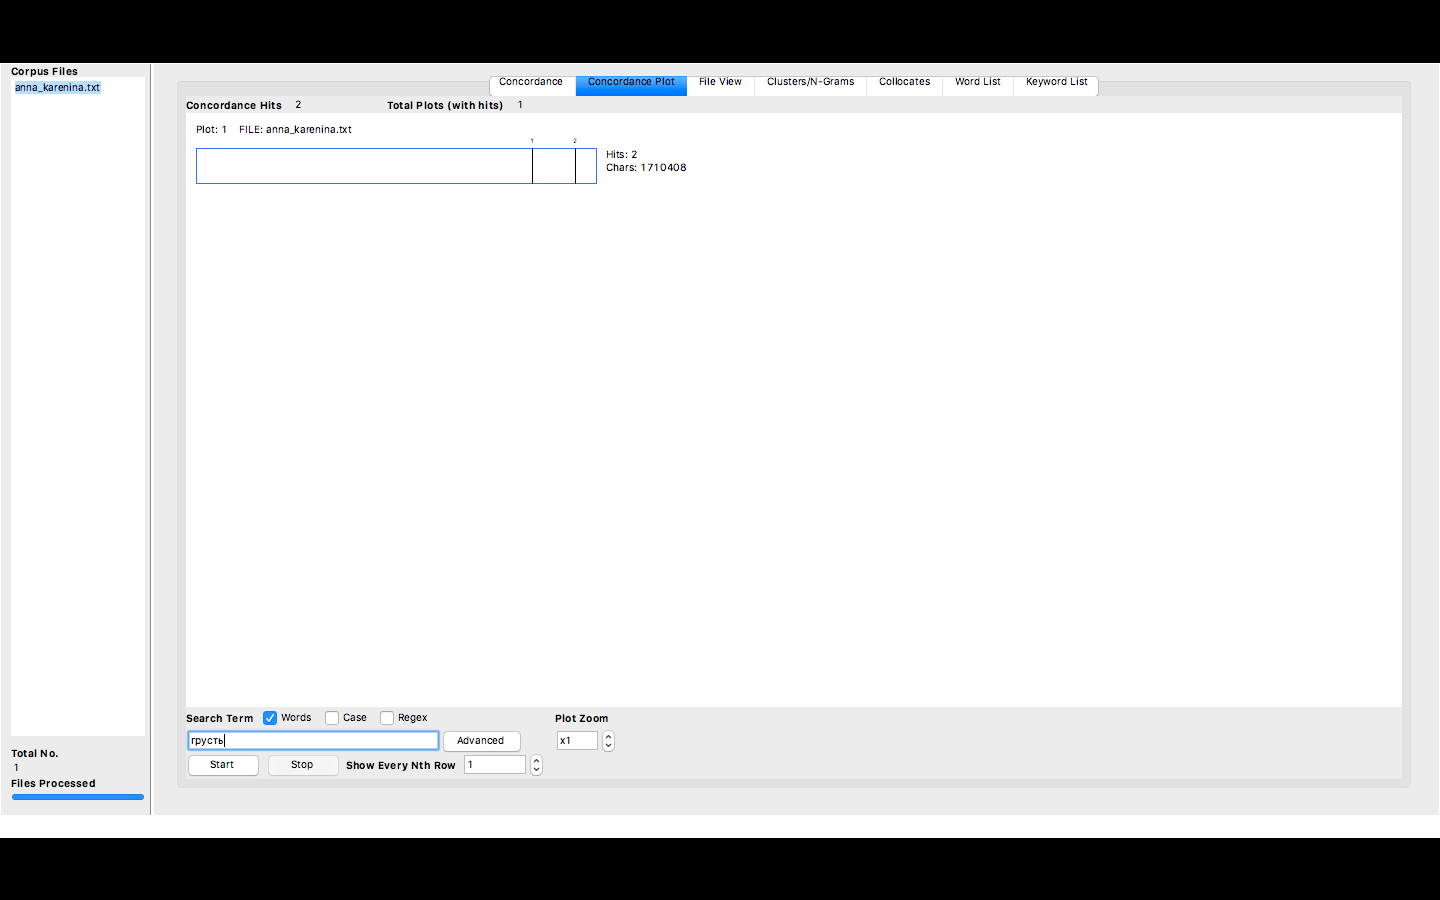 Corpus Files
anna_karenina.txt
Concordance Concordance Plot File View Clusters/N-Grams Collocates Word List Keyword List
Concordance Hits 2 Total Plots (with hits) 1
Plot: 1 FILE: anna_karenina.txt
1 2
Hits: 2
Chars: 1710408
Search Term Words Case Regex Plot Zoom
грусть Advanced x1
Start Stop Show Every Nth Row 1
Total No.
1
Files Processed